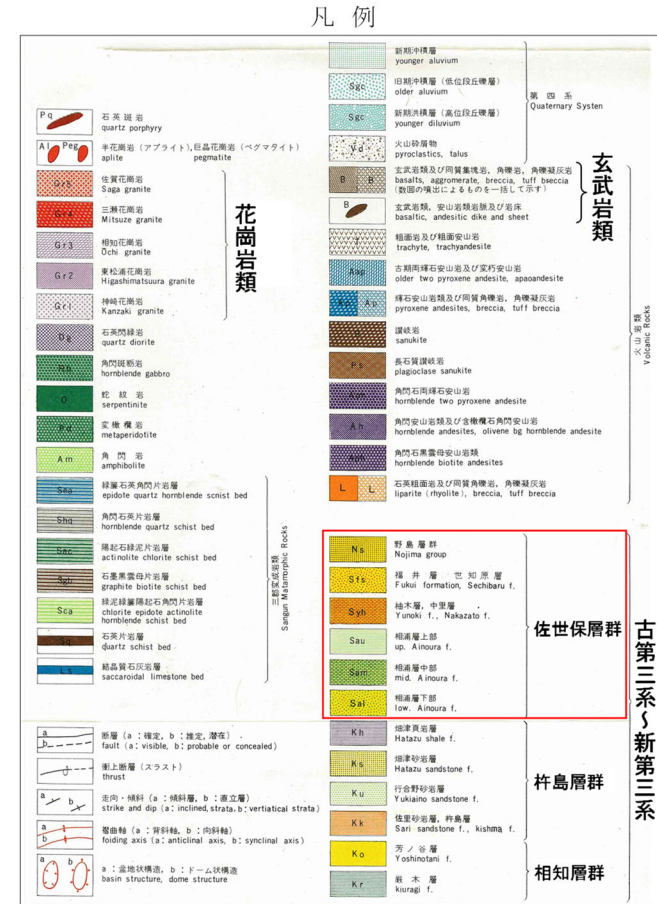 凡 例
Pq
石英斑岩
quartz porphyry
Al Peg
半花崗岩 (アプライト),巨晶花崗岩 (ペグマタイト)
aplite pegmatite
Gr5
佐賀花崗岩
Saga granite
Gr4
三瀬花崗岩
Mitsuze granite
Gr3
相知花崗岩
Ōchi granite
Gr2
東松浦花崗岩
Higashimatsuura granite
Gr1
神崎花崗岩
Kanzaki granite
花崗岩類
Dg
石英閃緑岩
quartz diorite
Hb
角閃斑粝岩
hornblende gabbro
O
蛇紋岩
serpentinite
変橄欖岩
metaperidotite
Am
角閃岩
amphibolite
Sea
緑簾石英角閃片岩層
epidote quartz hornblende scnist bed
Shq
角閃石英片岩層
hornblende quartz schist bed
Sac
陽起石緑泥片岩層
actinolite chlorite schist bed
Sgb
石墨黒雲母片岩層
graphite biotite schist bed
Sca
緑泥緑簾陽起石角閃片岩層
chlorite epidote actinolite
hornblende schist bed
Sq
石英片岩層
quartz schist bed
Ls
結晶質石灰岩層
saccaroidal limestone bed
三郡変成岩類
Sangun Matamorphic Rocks
a
b
断層 (a:確定, b:推定, 潜在)
fault (a: visible, b: probable or concealed)
衝上断層 (スラスト)
thrust
a b
走向・傾斜 (a:傾斜層, b:直立層)
strike and dip (a: inclined, strata, b: vertiatical strata)
a
b
褶曲軸 (a:背斜軸, b:向斜軸)
foiding axis (a: anticlinal axis, b: synclinal axis)
a b
a:盆地状構造, b:ドーム状構造
basin structure, dome structure
新期沖積層
younger aluvium
Sgc
旧期沖積層 (低位段丘礫層)
older aluvium
Sgc
新期洪積層 (高位段丘礫層)
younger diluvium
Vd
火山砕屑物
pyroclastics, talus
第四系
Quaternary Systen
B B
玄武岩類及び同質集塊岩, 角礫岩, 角礫凝灰岩
basalts, aggromerate, breccia, tuff bseccia
(数回の噴出によるものを一括して示す)
B
玄武岩類, 安山岩類岩脈及び岩床
basaltic, andesitic dike and sheet
玄武岩類
T
粗面岩及び粗面安山岩
trachyte, trachyandesite
Aap
古期両輝石安山岩及び変朽安山岩
older two pyroxene andesite, apaoandesite
Ap Ap
輝石安山岩類及び同質角礫岩, 角礫凝灰岩
pyroxene andesites, breccia, tuff breccia
讃岐岩
sanukite
Ps
長石質讃岐岩
plagioclase sanukite
角閃石両輝石安山岩
hornblende two pyroxene andesite
Ah
角閃安山岩類及び含橄欖石角閃安山岩
hornblende andesites, olivene bg hornblende andesite
Aph
角閃石黒雲母安山岩類
hornblende biotite andesites
L L
石英粗面岩及び同質角礫岩, 角礫凝灰岩
liparite (rhyolite), breccia, tuff breccia
火山岩類
Volcanic Rocks
Ns
野島層群
Nojima group
Sfs
福井層 世知原層
Fukui formation, Sechibaru f.
Syh
柚木層, 中里層
Yunoki f., Nakazato f.
Sau
相浦層上部
up. Ainoura f.
Sam
相浦層中部
mid. Ainoura f.
Sal
相浦層下部
low. Ainoura f.
佐世保層群
Kh
畑津頁岩層
Hatazu shale f.
Ks
畑津砂岩層
Hatazu sandstone f.
Ku
行合野砂岩層
Yukiaino sandstone f.
Kk
佐里砂岩層, 杵島層
Sari sandstone f., kishma f.
杵島層群
Ko
芳ノ谷層
Yoshinotani f.
Kr
厳木層
kiuragi f.
相知層群
古第三系～新第三系